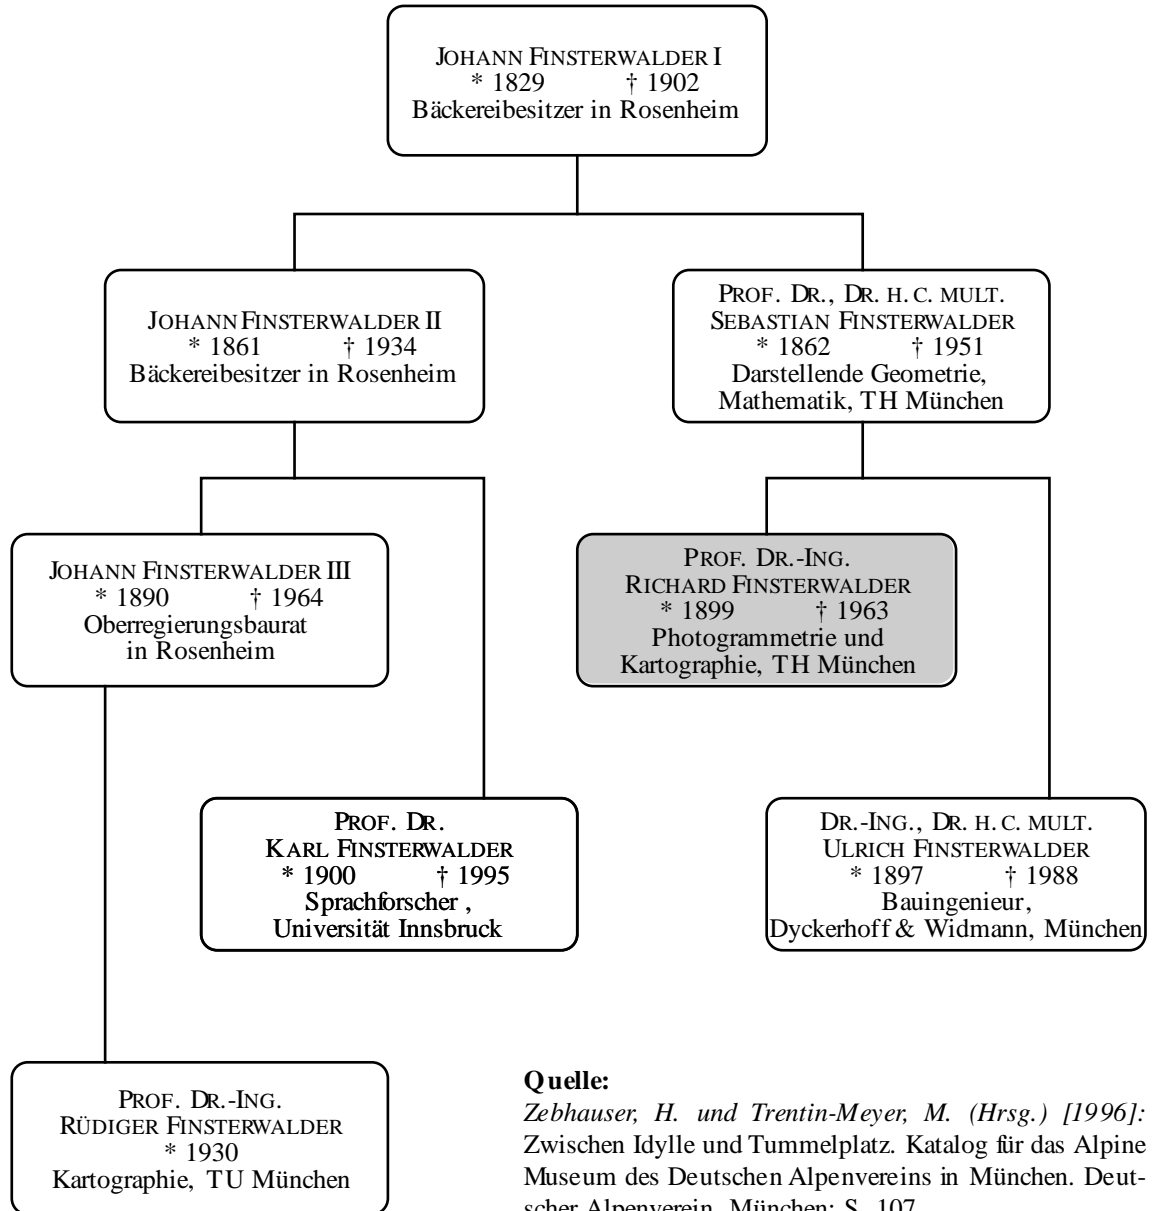 JOHANN FINSTERWALDER I
* 1829 † 1902
Bäckereibesitzer in Rosenheim
JOHANN FINSTERWALDER II
* 1861 † 1934
Bäckereibesitzer in Rosenheim
PROF. DR., DR. H. C. MULT.
SEBASTIAN FINSTERWALDER
* 1862 † 1951
Darstellende Geometrie,
Mathematik, TH München
JOHANN FINSTERWALDER III
* 1890 † 1964
Oberregierungsbaurat
in Rosenheim
PROF. DR.-ING.
RICHARD FINSTERWALDER
* 1899 † 1963
Photogrammetrie und
Kartographie, TH München
PROF. DR.
KARL FINSTERWALDER
* 1900 † 1995
Sprachforscher,
Universität Innsbruck
DR.-ING., DR. H. C. MULT.
ULRICH FINSTERWALDER
* 1897 † 1988
Bauingenieur,
Dyckerhoff & Widmann, München
PROF. DR.-ING.
RÜDIGER FINSTERWALDER
* 1930
Kartographie, TU München
Quelle:
Zebhauser, H. und Trentin-Meyer, M. (Hrsg.) [1996]:
Zwischen Idylle und Tummelplatz. Katalog für das Alpine
Museum des Deutschen Alpenvereins in München. Deut-
scher Alpenverein, München: S. 107